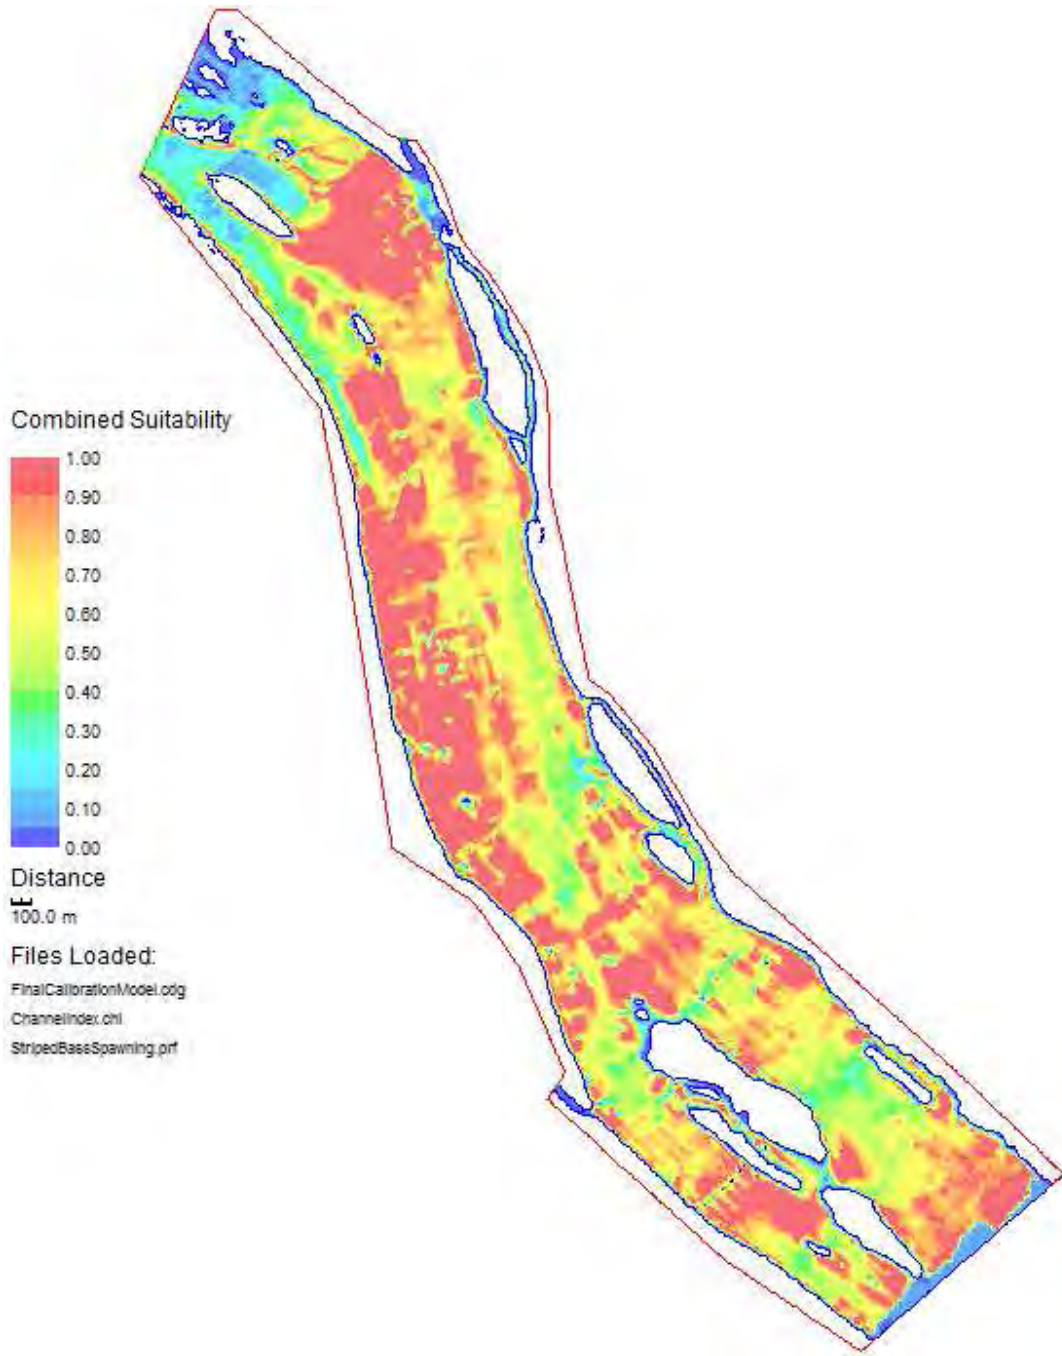 Combined Suitability
1.00
0.90
0.80
0.70
0.60
0.50
0.40
0.30
0.20
0.10
0.00
Distance
100.0 m
Files Loaded:
FinalCalibrationModel.cdg
ChannelIndex.chi
StripedBassSpawning.prf